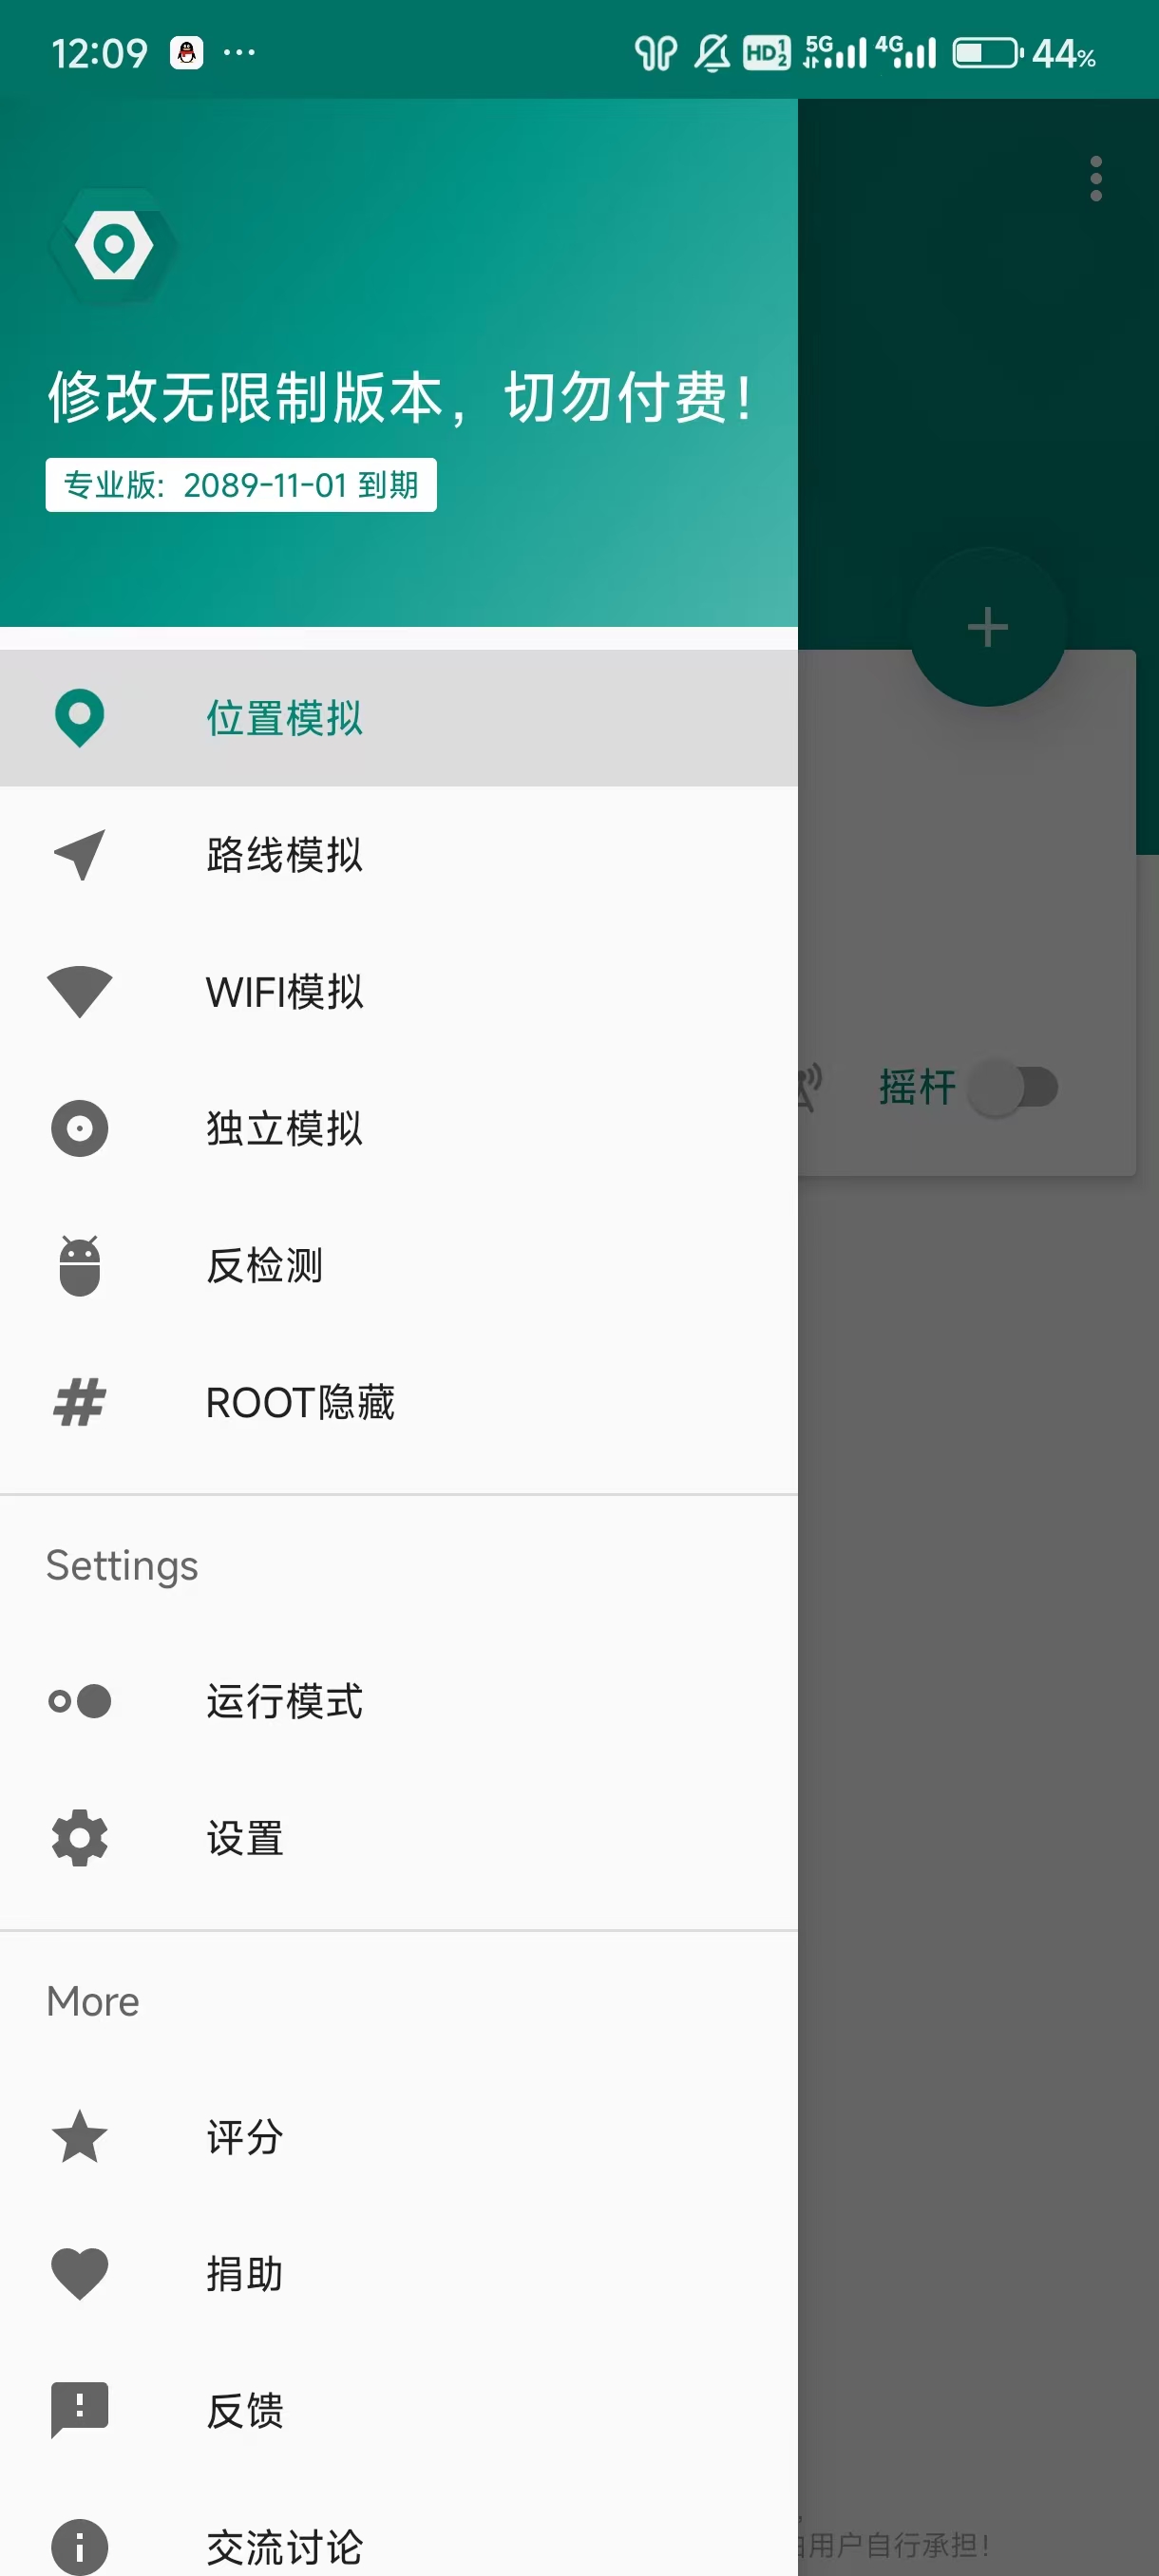 12:09
HD 1 2 5G 4G 44%
修改无限制版本，切勿付费！
专业版：2089-11-01 到期
位置模拟
路线模拟
WIFI模拟
独立模拟
摇杆
反检测
ROOT隐藏
Settings
运行模式
设置
More
评分
捐助
反馈
交流讨论
用户自行承担！